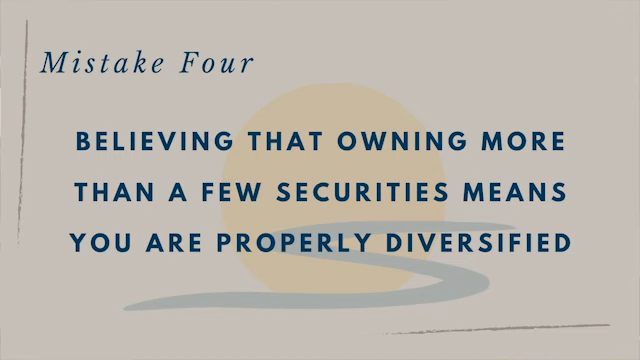 Mistake Four
BELIEVING THAT OWNING MORE
THAN A FEW SECURITIES MEANS
YOU ARE PROPERLY DIVERSIFIED